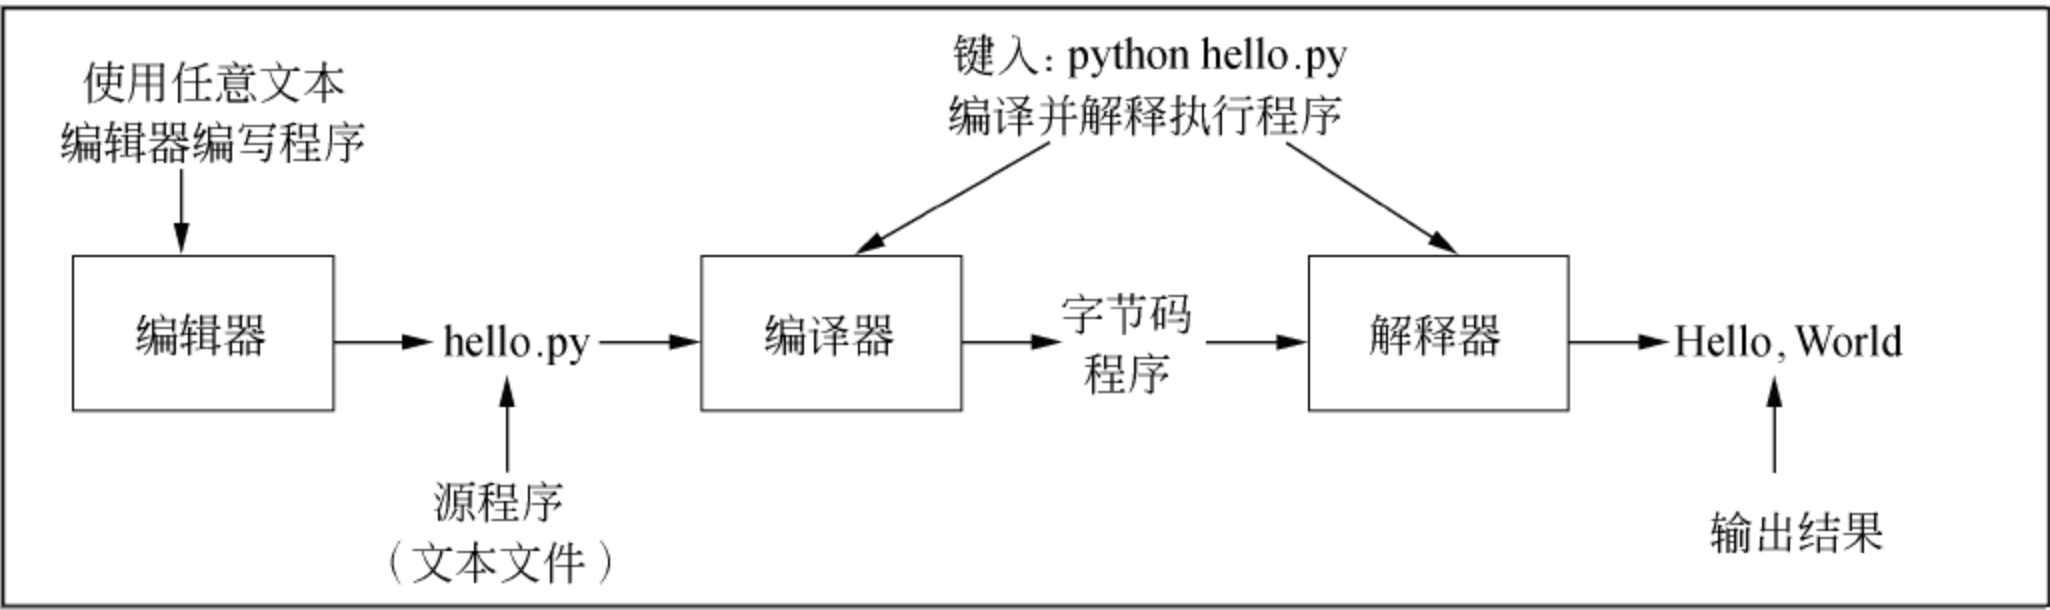 使用任意文本
编辑器编写程序
键入: python hello.py
编译并解释执行程序
编辑器
hello.py
编译器
字节码
程序
解释器
Hello, World
源程序
（文本文件）
输出结果